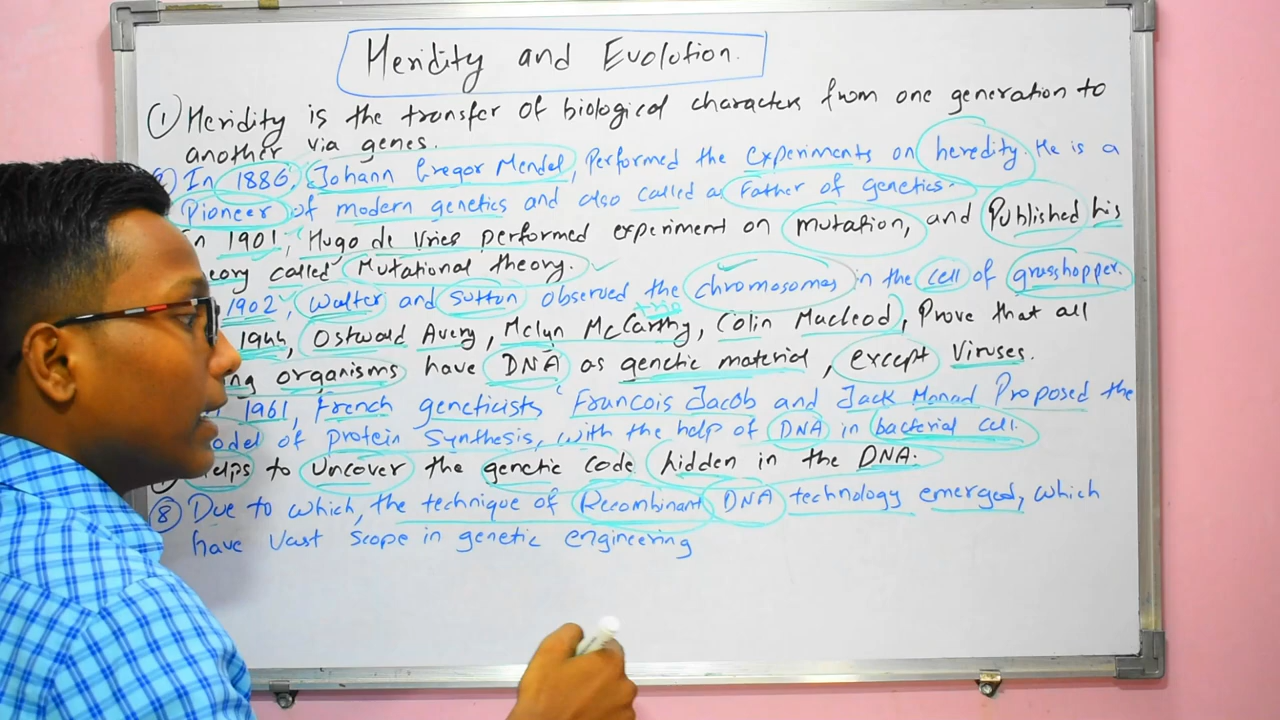 Heridity and Evolution.
① Heridity is the transfer of biological characters from one generation to
another via genes.
In 1886, Johann Gregor Mendel, Performed the experiments on heredity. He is a
Pioneer of modern genetics and also called as Father of genetics.
1901, Hugo de Vries performed experiment on mutation, and Published his
called Mutational theory.
1902, Walter and Sutton observed the chromosomes in the cell of grasshopper.
1944, Ostwald Avery, Mclyn McCarthy, Colin Macleod, Prove that all
organisms have DNA as genetic material, except Viruses.
1961, French geneticists Francois Jacob and Jack Monad Proposed the
of protein Synthesis, with the help of DNA in bacterial cell.
to Uncover the genetic code hidden in the DNA.
⑧ Due to which, the technique of Recombinant DNA technology emerged, which
have Vast Scope in genetic engineering